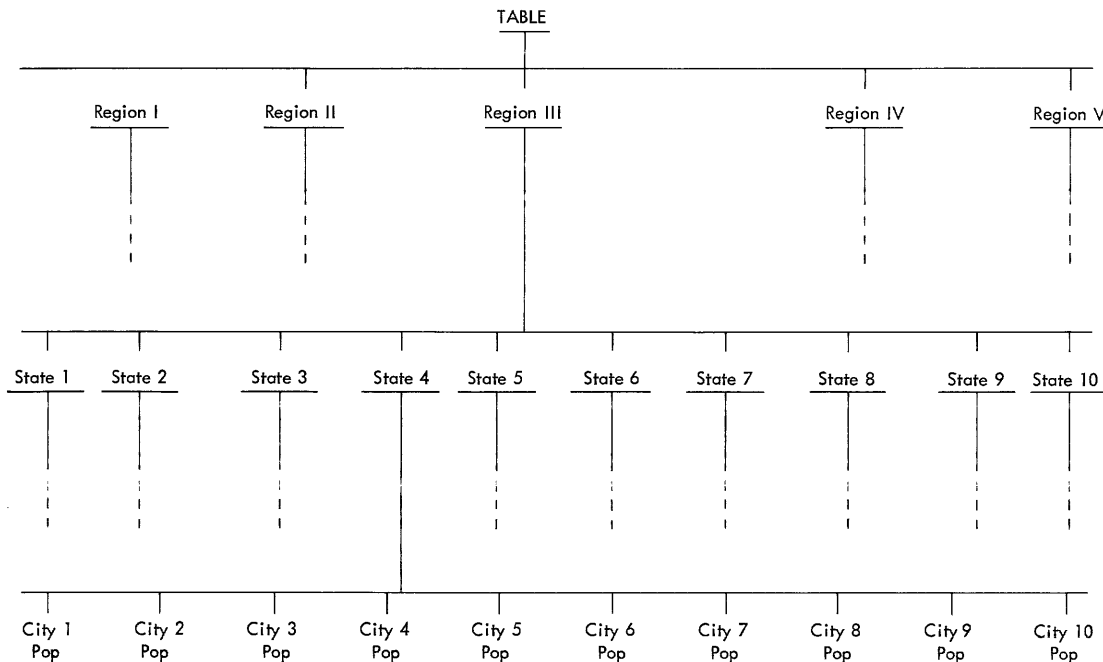 TABLE
Region I Region II Region III Region IV Region V
State 1 State 2 State 3 State 4 State 5 State 6 State 7 State 8 State 9 State 10
City 1 City 2 City 3 City 4 City 5 City 6 City 7 City 8 City 9 City 10
Pop Pop Pop Pop Pop Pop Pop Pop Pop Pop